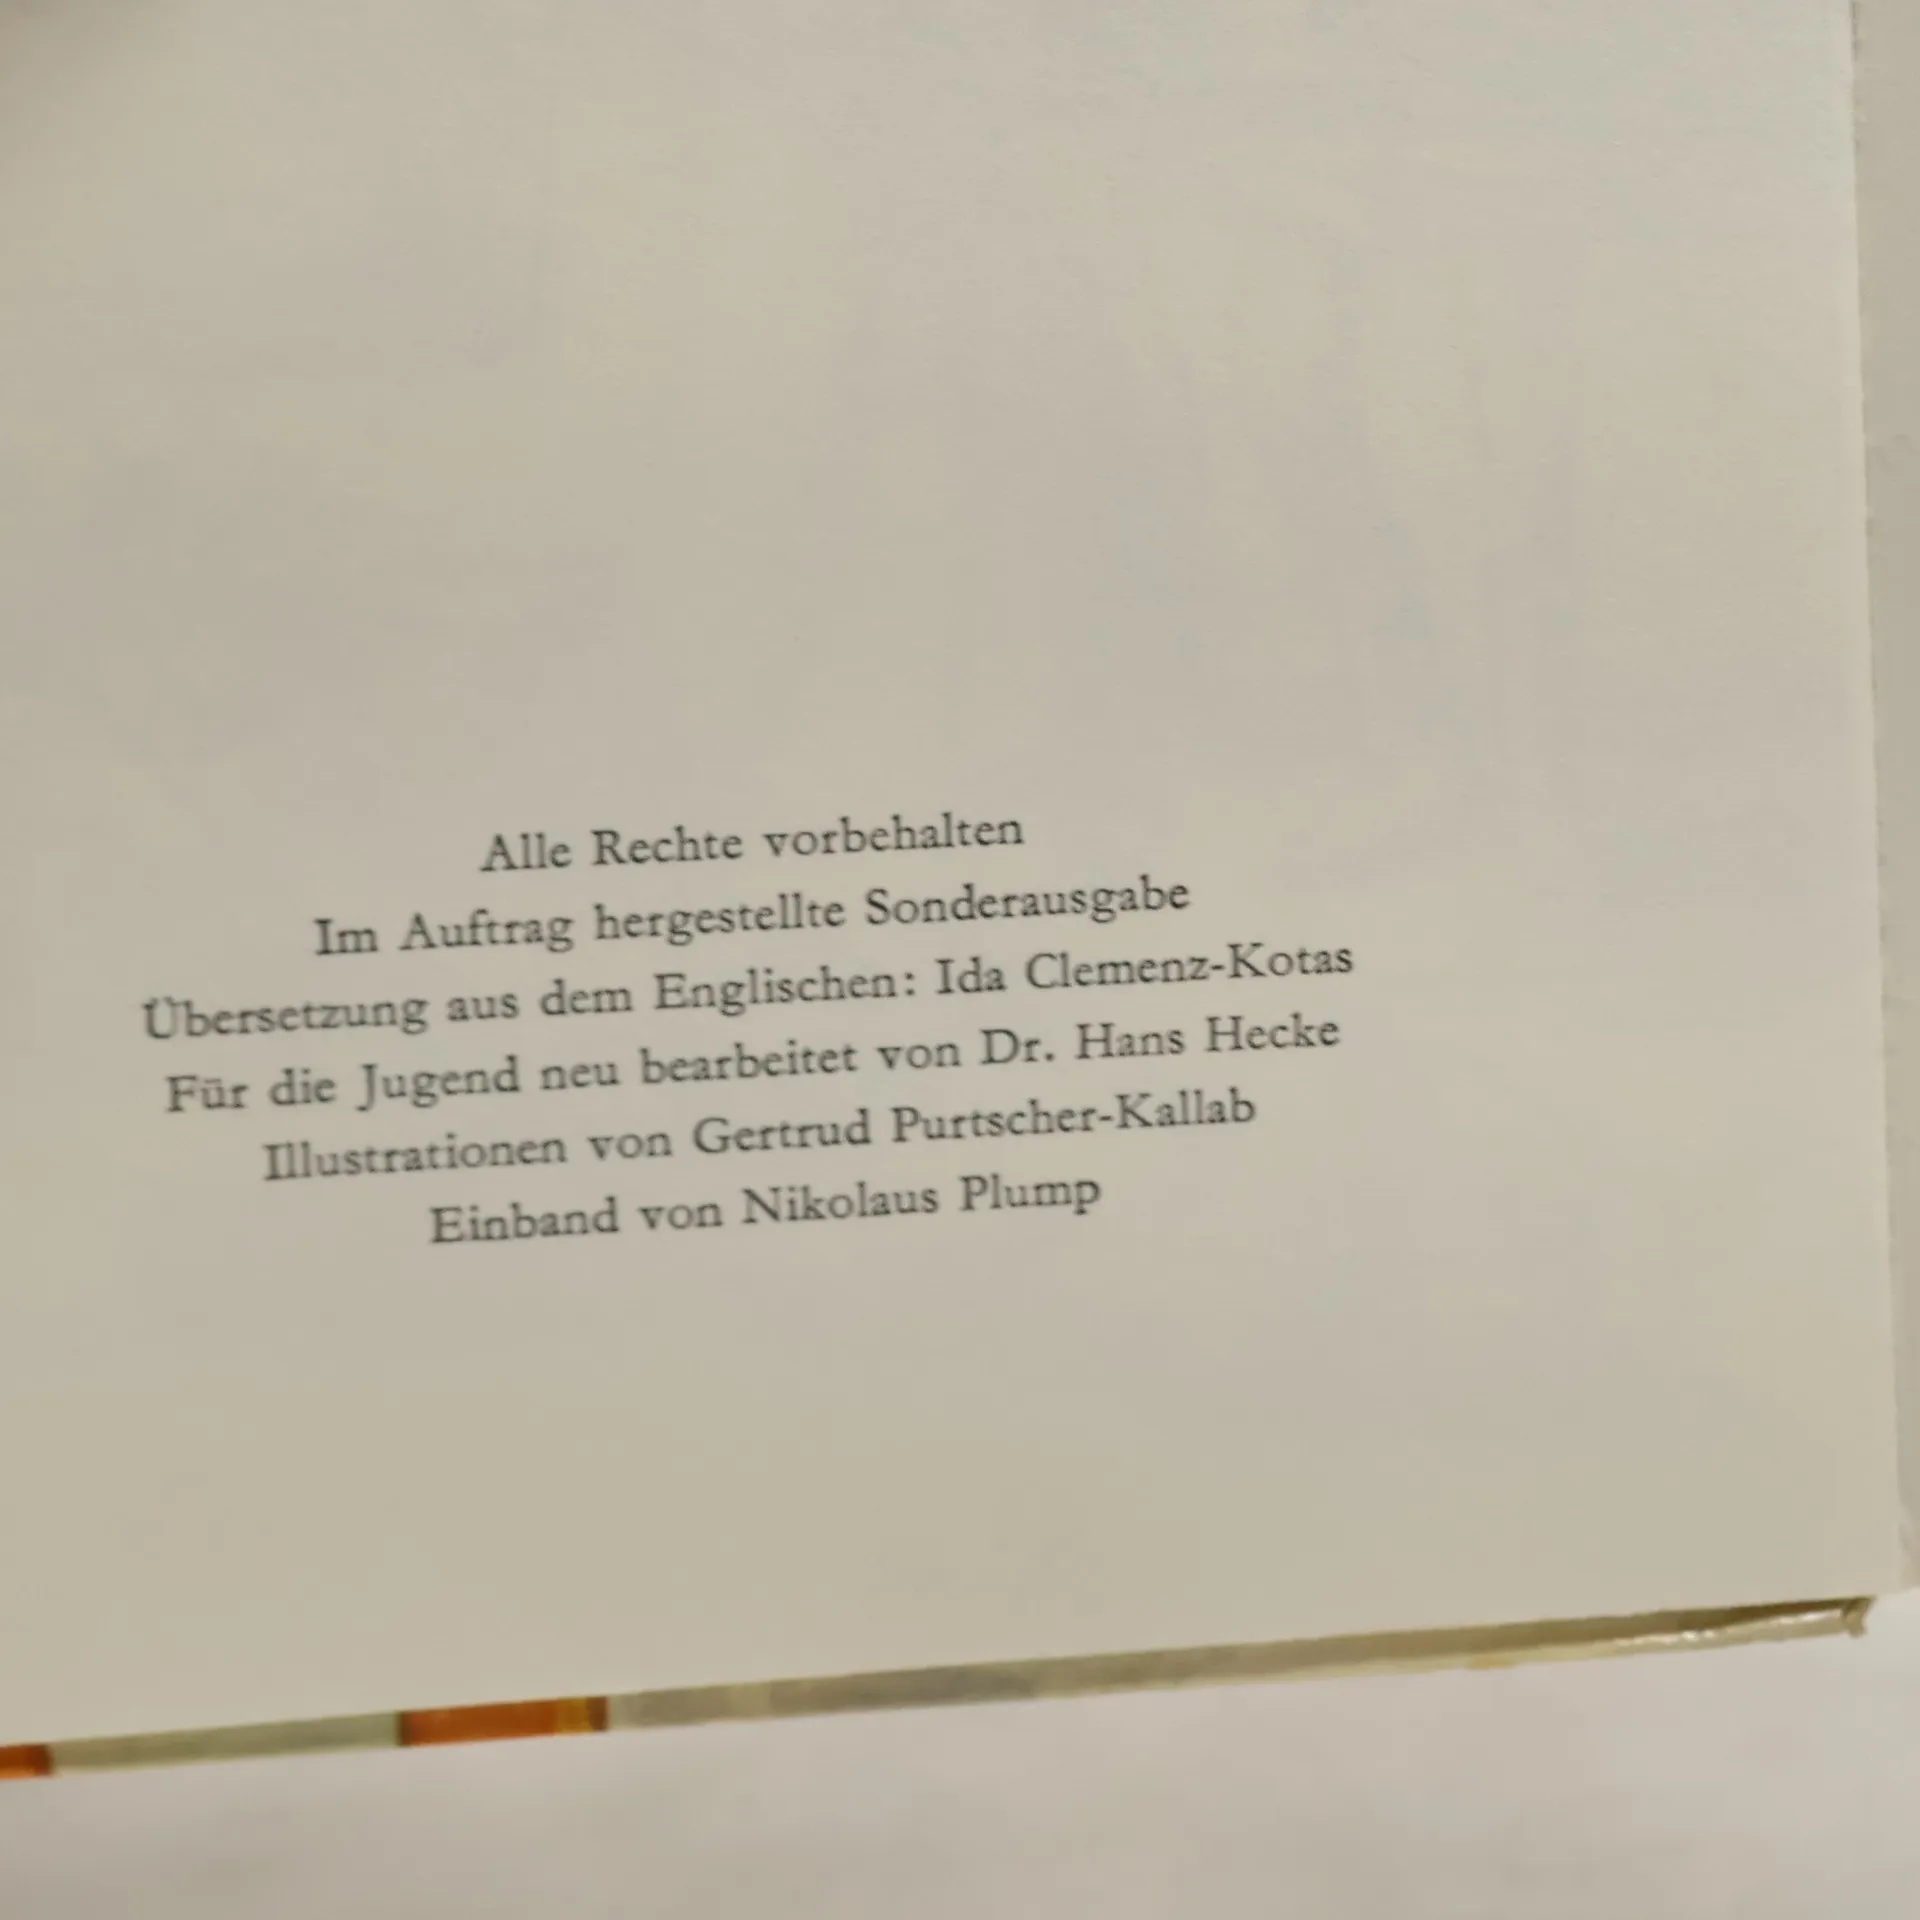 Alle Rechte vorbehalten
Im Auftrag hergestellte Sonderausgabe
Übersetzung aus dem Englischen: Ida Clemenz-Kotas
Für die Jugend neu bearbeitet von Dr. Hans Hecke
Illustrationen von Gertrud Purtscher-Kallab
Einband von Nikolaus Plump